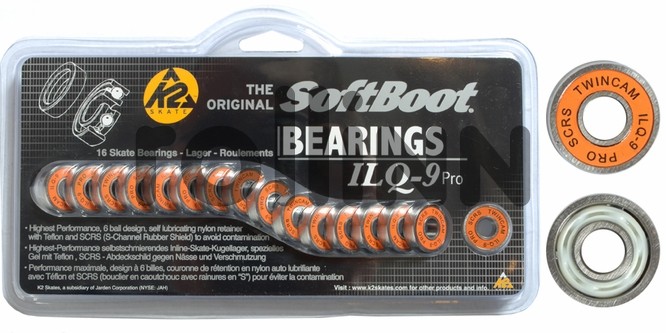 K2
SKATE
THE
ORIGINAL
SoftBoot®
BEARINGS
16 Skate Bearings - Lager - Roulements
ILQ-9 Pro
SCRS TWINCAM
• Highest Performance, 6 ball design, self lubricating nylon retainer
with Teflon and SCRS (S-Channel Rubber Shield) to avoid contamination
• Highest-Performance selbstschmierendes Inline-Skate-Kugellager, spezielles
Gel mit Teflon , SCRS - Abdeckschild gegen Nässe und Verschmutzung
• Performance maximale, design à 6 billes, couronne de rétention en nylon auto lubrifiante
avec Téflon et SCRS (bouclier en caoutchouc avec rainures en "S") pour éviter la contamination
K2 Skates, a subsidiary of Jarden Corporation (NYSE: JAH)
Visit: www.k2skates.com for other products and info.
TWINCAM ILQ-9 PRO SCRS